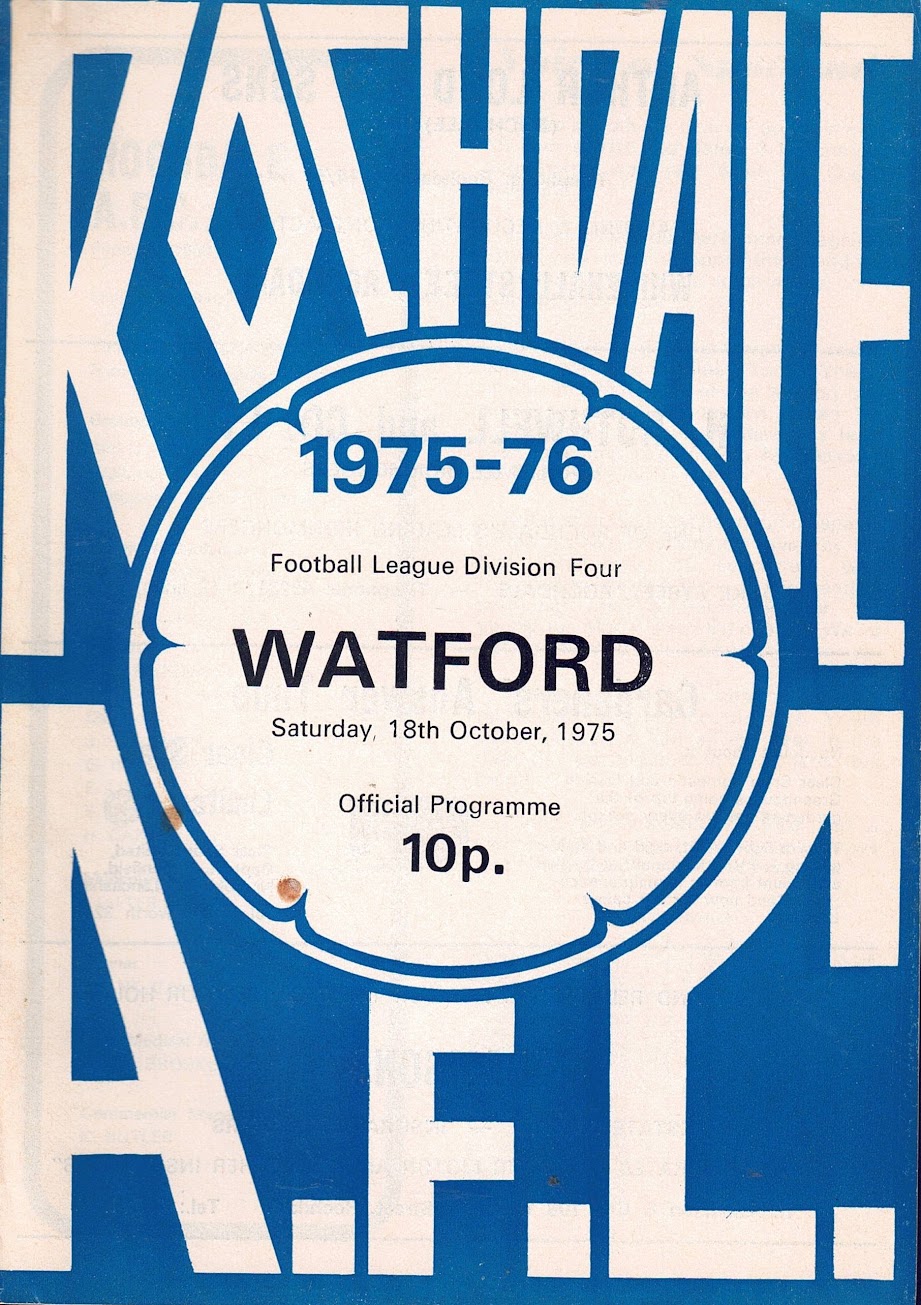 ROCHDALE
1975-76
Football League Division Four
WATFORD
Saturday, 18th October, 1975
Official Programme
10p.
A.F.C.